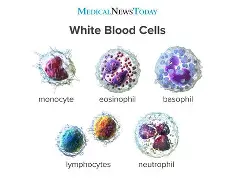 MEDICALNEWSTODAY
White Blood Cells
monocyte eosinophil basophil
lymphocytes neutrophil